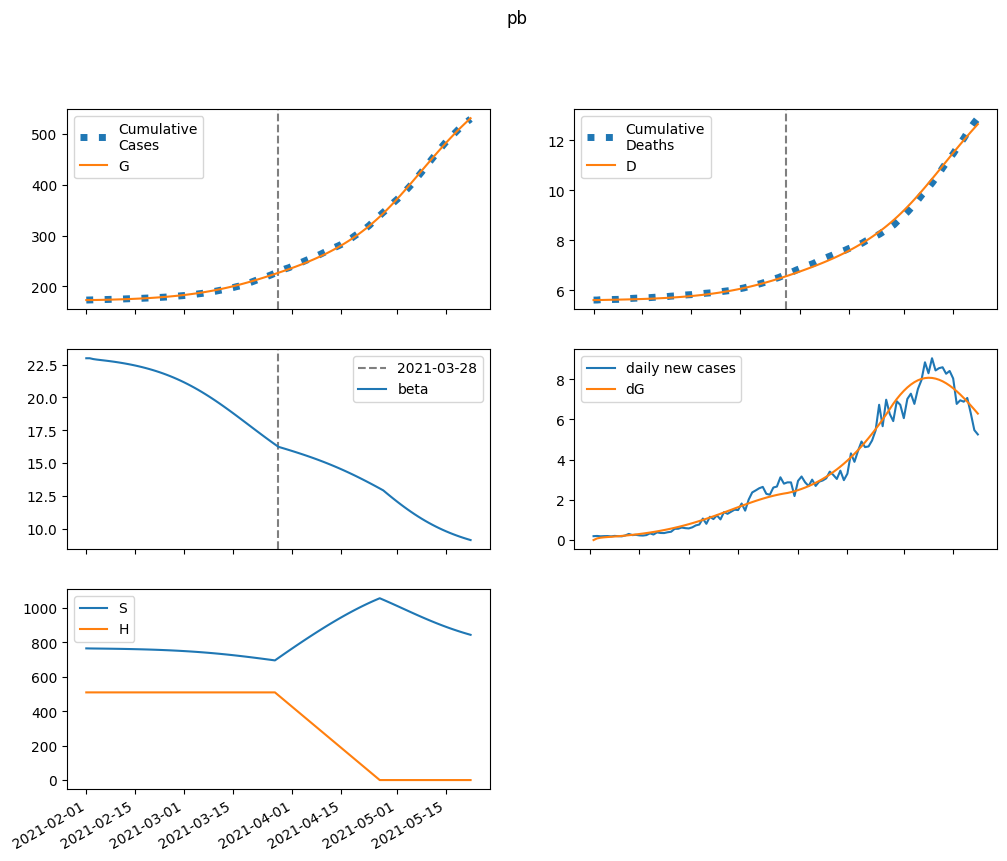 pb
500
400
300
200
Cumulative
Cases
G
12
10
8
6
Cumulative
Deaths
D
22.5
20.0
17.5
15.0
12.5
10.0
2021-03-28
beta
8
6
4
2
0
daily new cases
dG
1000
800
600
400
200
0
S
H
2021-02-01
2021-02-15
2021-03-01
2021-03-15
2021-04-01
2021-04-15
2021-05-01
2021-05-15